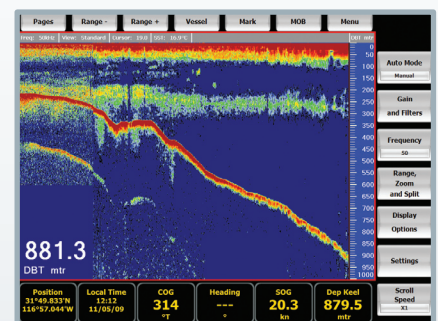 Pages Range - Range + Vessel Mark MOB Menu
Freq: 50kHz View: Standard Cursor: 19.8 SST: 16.9°C DBT mtr
0
50
100
150
200
250
300
350
400
450
500
550
600
650
700
750
800
850
900
950
1000
Auto Mode
Manual
Gain
and Filters
Frequency
50
Range,
Zoom
and Split
Display
Options
Settings
Scroll
Speed
X1
881.3
DBT mtr
Position
31°49.833'N
116°57.044'W
Local Time
12:12
11/05/09
COG
314
°T
Heading
---
°
SOG
20.3
kn
Dep Keel
879.5
mtr